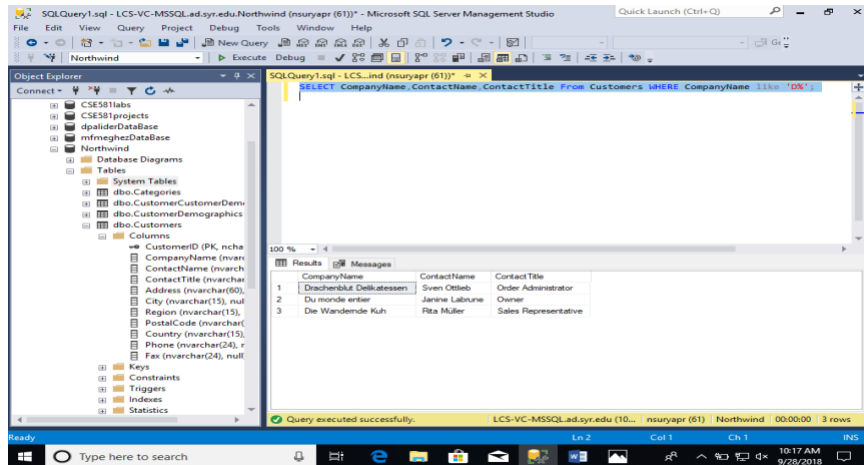 SQLQuery1.sql - LCS-VC-MSSQL.ad.syr.edu.Northwind (nsuryapr (61))* - Microsoft SQL Server Management Studio
Quick Launch (Ctrl+Q)
File Edit View Query Project Debug Tools Window Help
New Query
Northwind
Execute Debug
Object Explorer
SQLQuery1.sql - LCS...ind (nsuryapr (61))*
Connect
SELECT CompanyName,ContactName,ContactTitle From Customers WHERE CompanyName like 'D%';
CSE581labs
CSE581projects
dpaliderDataBase
mfmeghezDataBase
Northwind
Database Diagrams
Tables
System Tables
dbo.Categories
dbo.CustomerCustomerDem
dbo.CustomerDemographics
dbo.Customers
Columns
CustomerID (PK, ncha
CompanyName (nvar
ContactName (nvarch
ContactTitle (nvarchar
Address (nvarchar(60),
City (nvarchar(15), nul
Region (nvarchar(15),
PostalCode (nvarchar(
Country (nvarchar(15),
Phone (nvarchar(24), r
Fax (nvarchar(24), null
Keys
Constraints
Triggers
Indexes
Statistics
100 %
Results Messages
CompanyName ContactName ContactTitle
1 Drachenblut Delikatessen Sven Ottlieb Order Administrator
2 Du monde entier Janine Labrune Owner
3 Die Wandernde Kuh Rita Müller Sales Representative
Query executed successfully.
LCS-VC-MSSQL.ad.syr.edu (10... nsuryapr (61) Northwind 00:00:00 3 rows
Ready
Ln 2 Col 1 Ch 1 INS
Type here to search
10:17 AM
9/28/2018